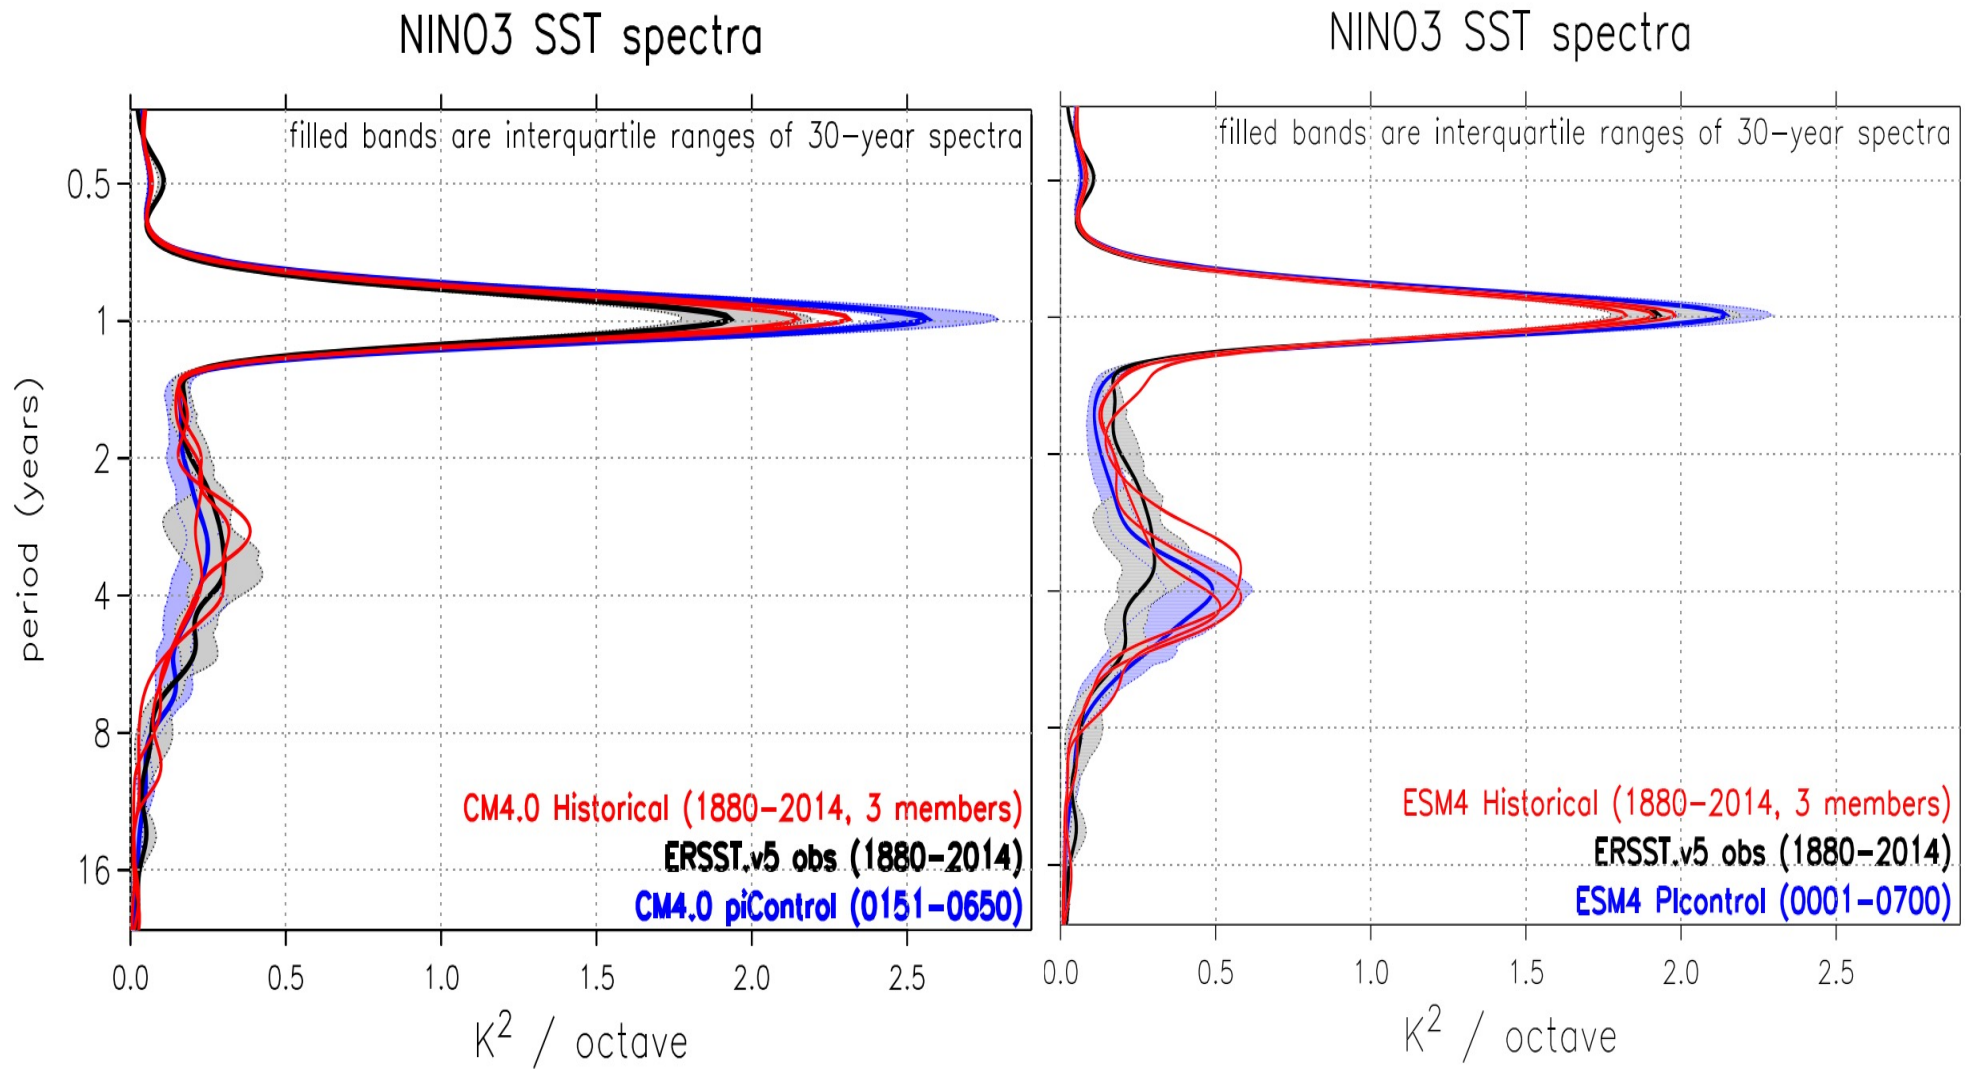 NINO3 SST spectra
filled bands are interquartile ranges of 30-year spectra
0.5
1
2
4
8
16
period (years)
CM4.0 Historical (1880-2014, 3 members)
ERSST.v5 obs (1880-2014)
CM4.0 piControl (0151-0650)
0.0 0.5 1.0 1.5 2.0 2.5
K² / octave
NINO3 SST spectra
filled bands are interquartile ranges of 30-year spectra
ESM4 Historical (1880-2014, 3 members)
ERSST.v5 obs (1880-2014)
ESM4 PIcontrol (0001-0700)
0.0 0.5 1.0 1.5 2.0 2.5
K² / octave